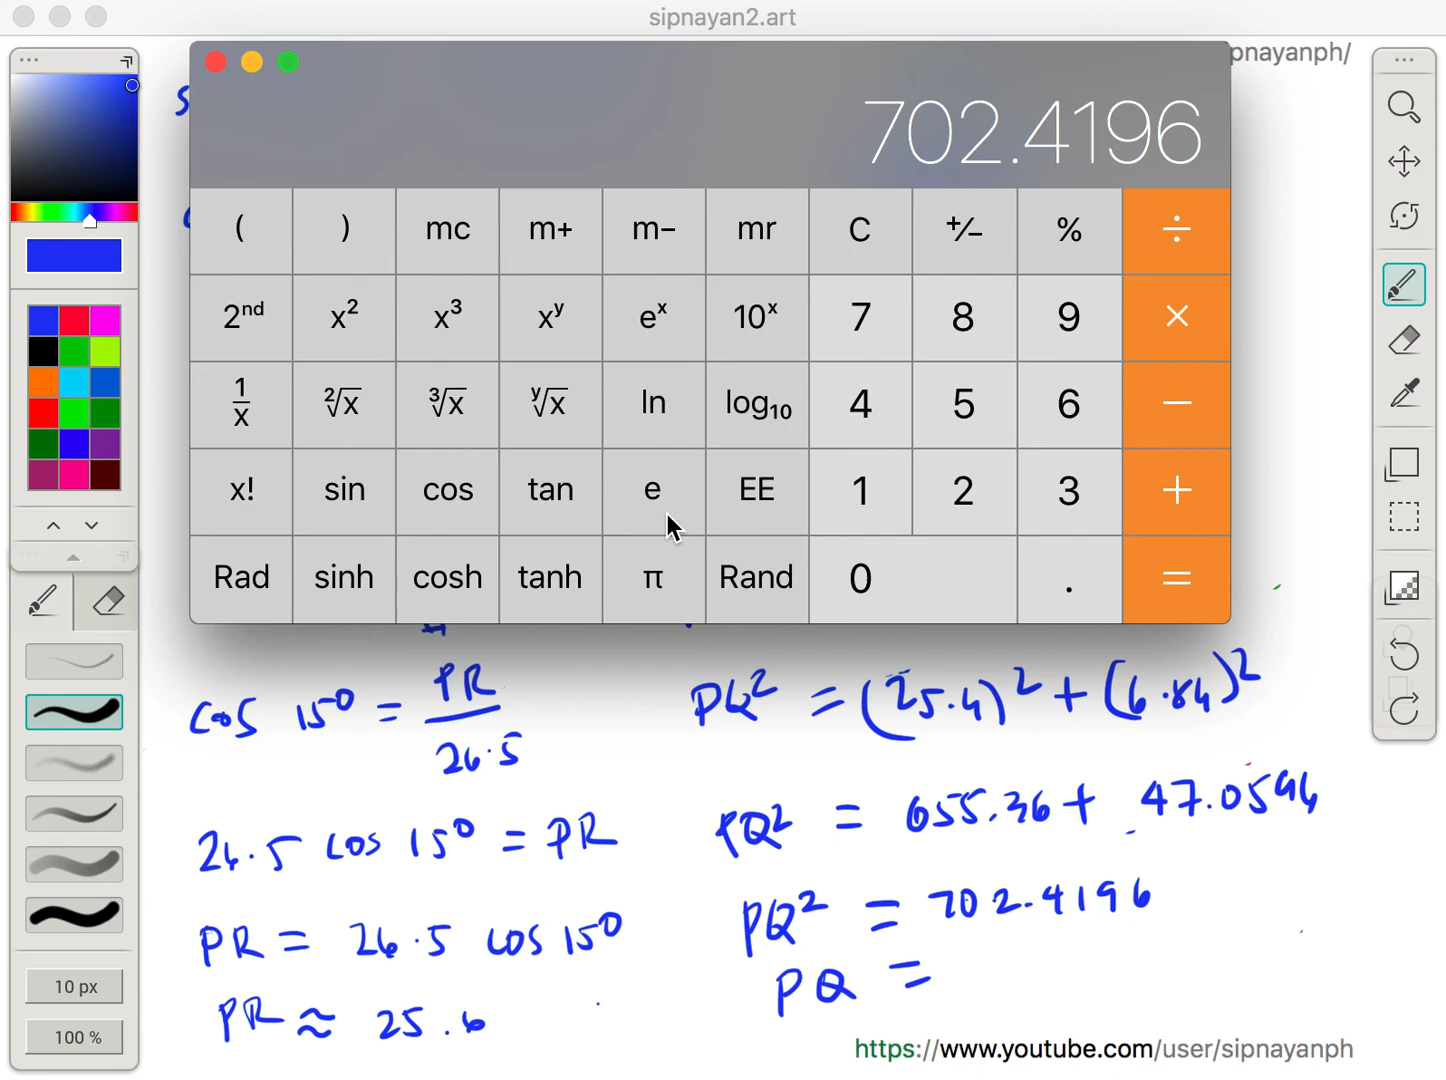 sipnayan2.art
pnayanph/
702.4196
( ) mc m+ m− mr C +/− % ÷
2nd x² x³ xʸ eˣ 10ˣ 7 8 9 ×
1/x ²√x ³√x ʸ√x ln log₁₀ 4 5 6 −
x! sin cos tan e EE 1 2 3 +
Rad sinh cosh tanh π Rand 0 . =
cos 15° = PR/26.5
26.5 cos 15° = PR
PR = 26.5 cos 15°
PR ≈ 25.6
PQ² = (25.4)² + (6.84)²
PQ² = 655.36 + 47.0596
PQ² = 702.4196
PQ =
10 px
100 %
https://www.youtube.com/user/sipnayanph